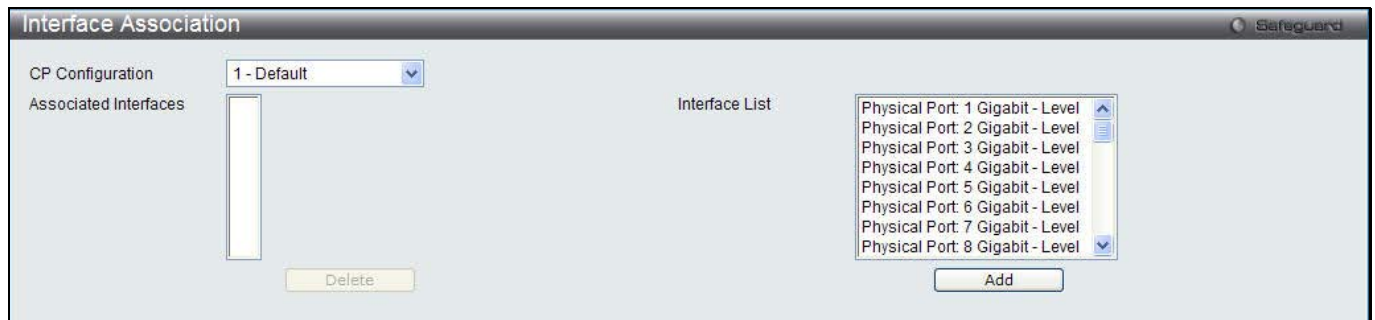 Interface Association
Safeguard
CP Configuration
1 - Default
Associated Interfaces
Interface List
Physical Port: 1 Gigabit - Level
Physical Port: 2 Gigabit - Level
Physical Port: 3 Gigabit - Level
Physical Port: 4 Gigabit - Level
Physical Port: 5 Gigabit - Level
Physical Port: 6 Gigabit - Level
Physical Port: 7 Gigabit - Level
Physical Port: 8 Gigabit - Level
Delete
Add